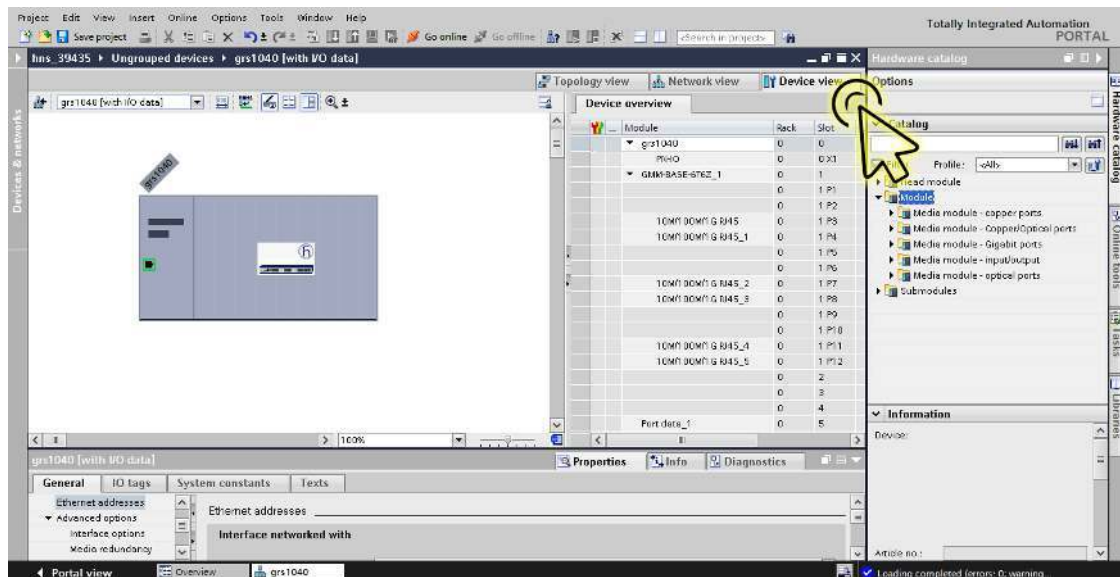 Project Edit View Insert Online Options Tools Window Help
Totally Integrated Automation
PORTAL
Save project Go online Go offline <Search in project>
hns_39435 Ungrouped devices grs1040 [with I/O data]
Hardware catalog
Topology view Network view Device view
Options
grs1040 [with I/O data]
Device overview
Module Rack Slot
Catalog
grs1040 0 0
PN-IO 0 0 X1
Profile: <All>
GMM-BASE-6T6Z_1 0 1
Head module
0 1 P1
Module
0 1 P2
Media module - copper ports
10M/100M/1G RJ45 0 1 P3
Media module - Copper/Optical ports
10M/100M/1G RJ45_1 0 1 P4
Media module - Gigabit ports
0 1 P5
Media module - input/output
0 1 P6
Media module - optical ports
10M/100M/1G RJ45_2 0 1 P7
Submodules
10M/100M/1G RJ45_3 0 1 P8
0 1 P9
0 1 P10
10M/100M/1G RJ45_4 0 1 P11
10M/100M/1G RJ45_5 0 1 P12
0 2
0 3
0 4
Port data_1 0 5
Information
Device:
100%
grs1040 [with I/O data]
Properties Info Diagnostics
General IO tags System constants Texts
Ethernet addresses
Advanced options
Interface options
Media redundancy
Ethernet addresses
Interface networked with
Article no.:
Portal view Overview grs1040
Loading completed (errors: 0; warning...
Devices & networks
Hardware catalog
Online tools
Tasks
Libraries
grs1040